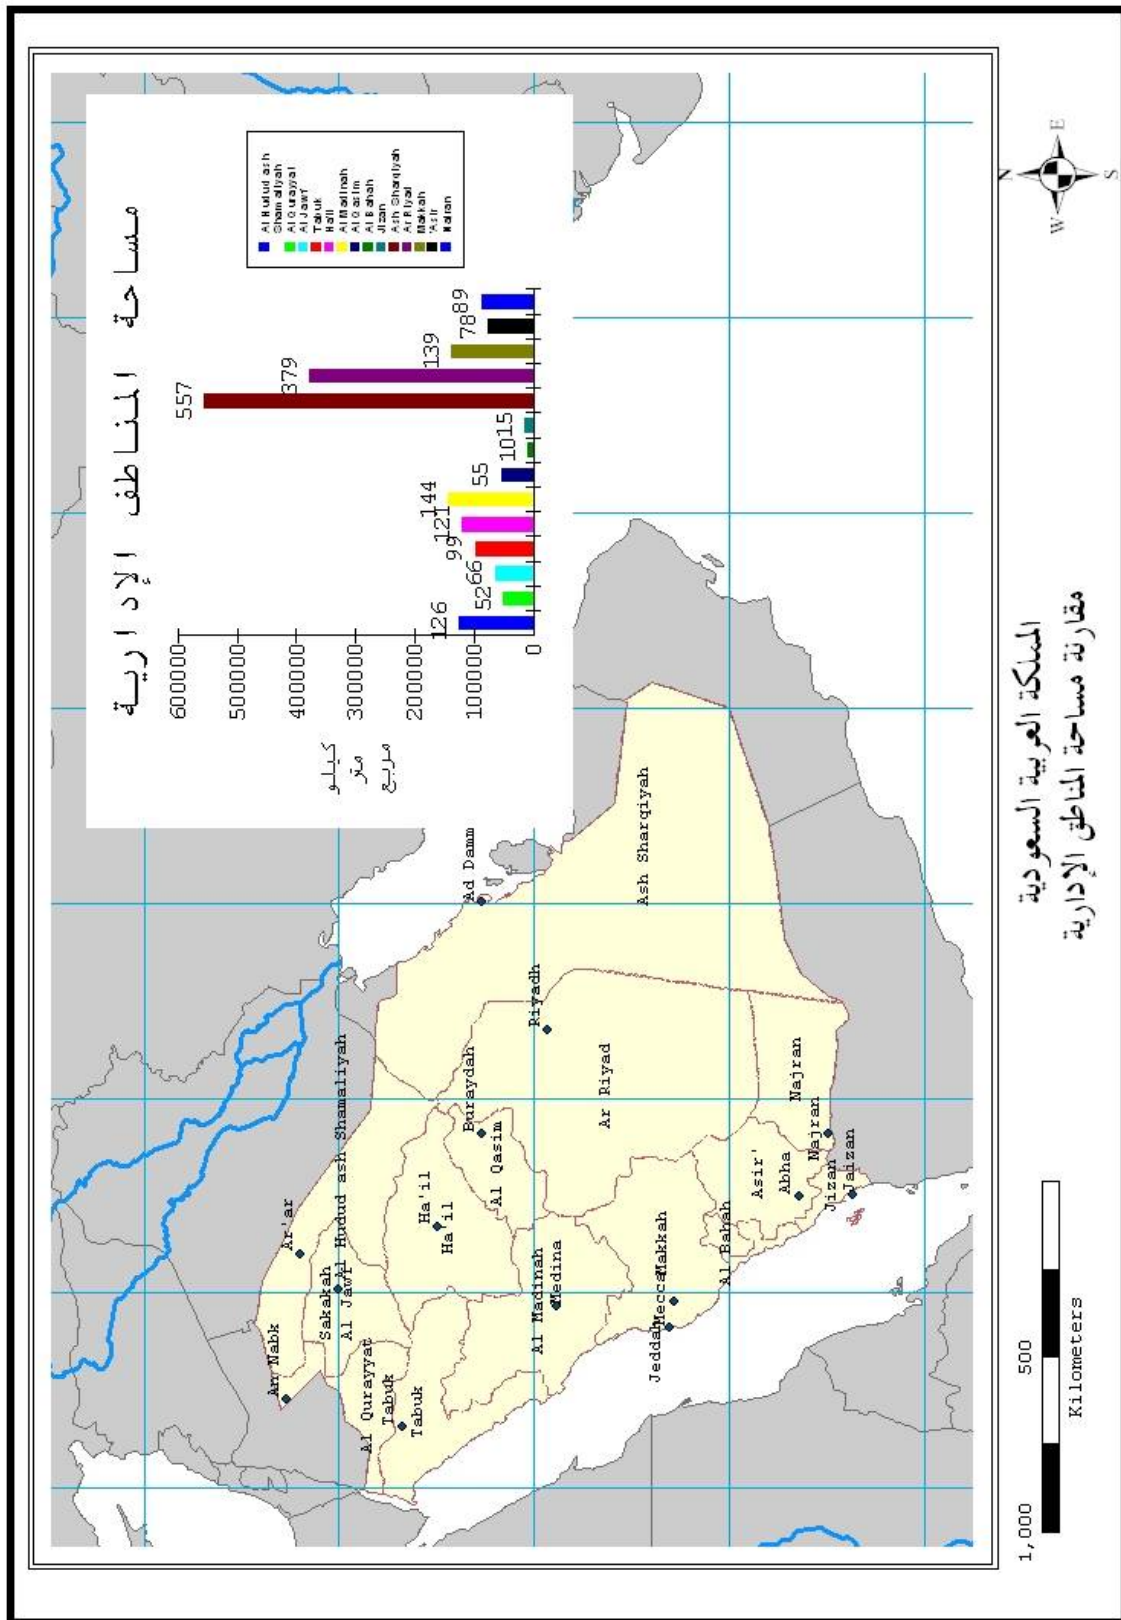 مساحة المناطق الإدارية
600000
500000
400000
300000
200000
100000
0
كيلو
متر
مربع
126
52
66
99
121
144
55
10
15
557
379
139
78
89
Al Hudud ash
Shamaliyah
Al Qurayyat
Al Jawf
Tabuk
Ha'il
Al Madinah
Al Qasim
Al Bahah
Jizan
Ash Sharqiyah
Ar Riyad
Makkah
'Asir
Najran
An Nabk
Ar'ar
Sakakah
Al Hudud ash Shamaliyah
Al Jawf
Al Qurayyat
Tabuk
Tabuk
Ha'il
Ha'il
Buraydah
Al Qasim
Ad Damm
Riyadh
Al Madinah
Medina
Ar Riyad
Ash Sharqiyah
Jeddah
Mecca
Makkah
Al Bahah
Asir'
Abha
Najran
Najran
Jizan
Jaizan
N
W
E
S
المملكة العربية السعودية
مقارنة مساحة المناطق الإدارية
1,000
500
Kilometers